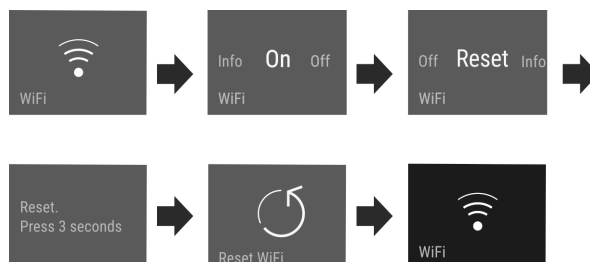 WiFi
Info On Off
WiFi
Off Reset Info
WiFi
Reset.
Press 3 seconds
Reset WiFi
WiFi